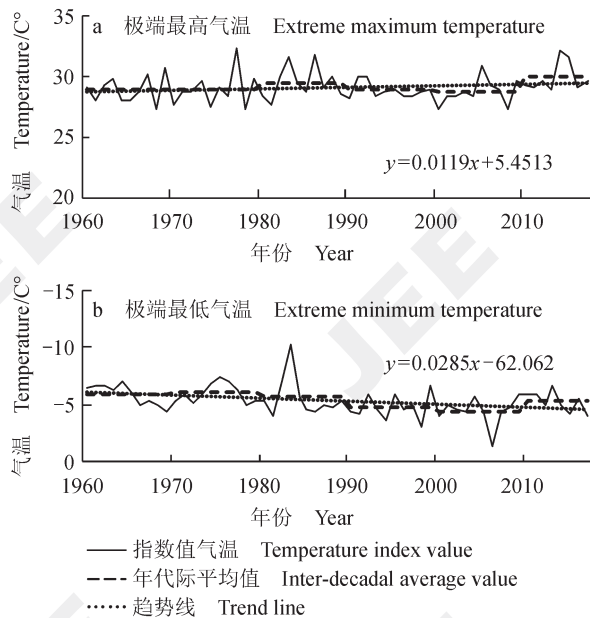 35
a 极端最高气温 Extreme maximum temperature
30
25
y=0.0119x+5.4513
20
气温 Temperature/C°
1960 1970 1980 1990 2000 2010
年份 Year
−15
b 极端最低气温 Extreme minimum temperature
−10
y=0.0285x−62.062
−5
0
气温 Temperature/C°
1960 1970 1980 1990 2000 2010
年份 Year
指数值气温 Temperature index value
年代际平均值 Inter-decadal average value
趋势线 Trend line
JEE